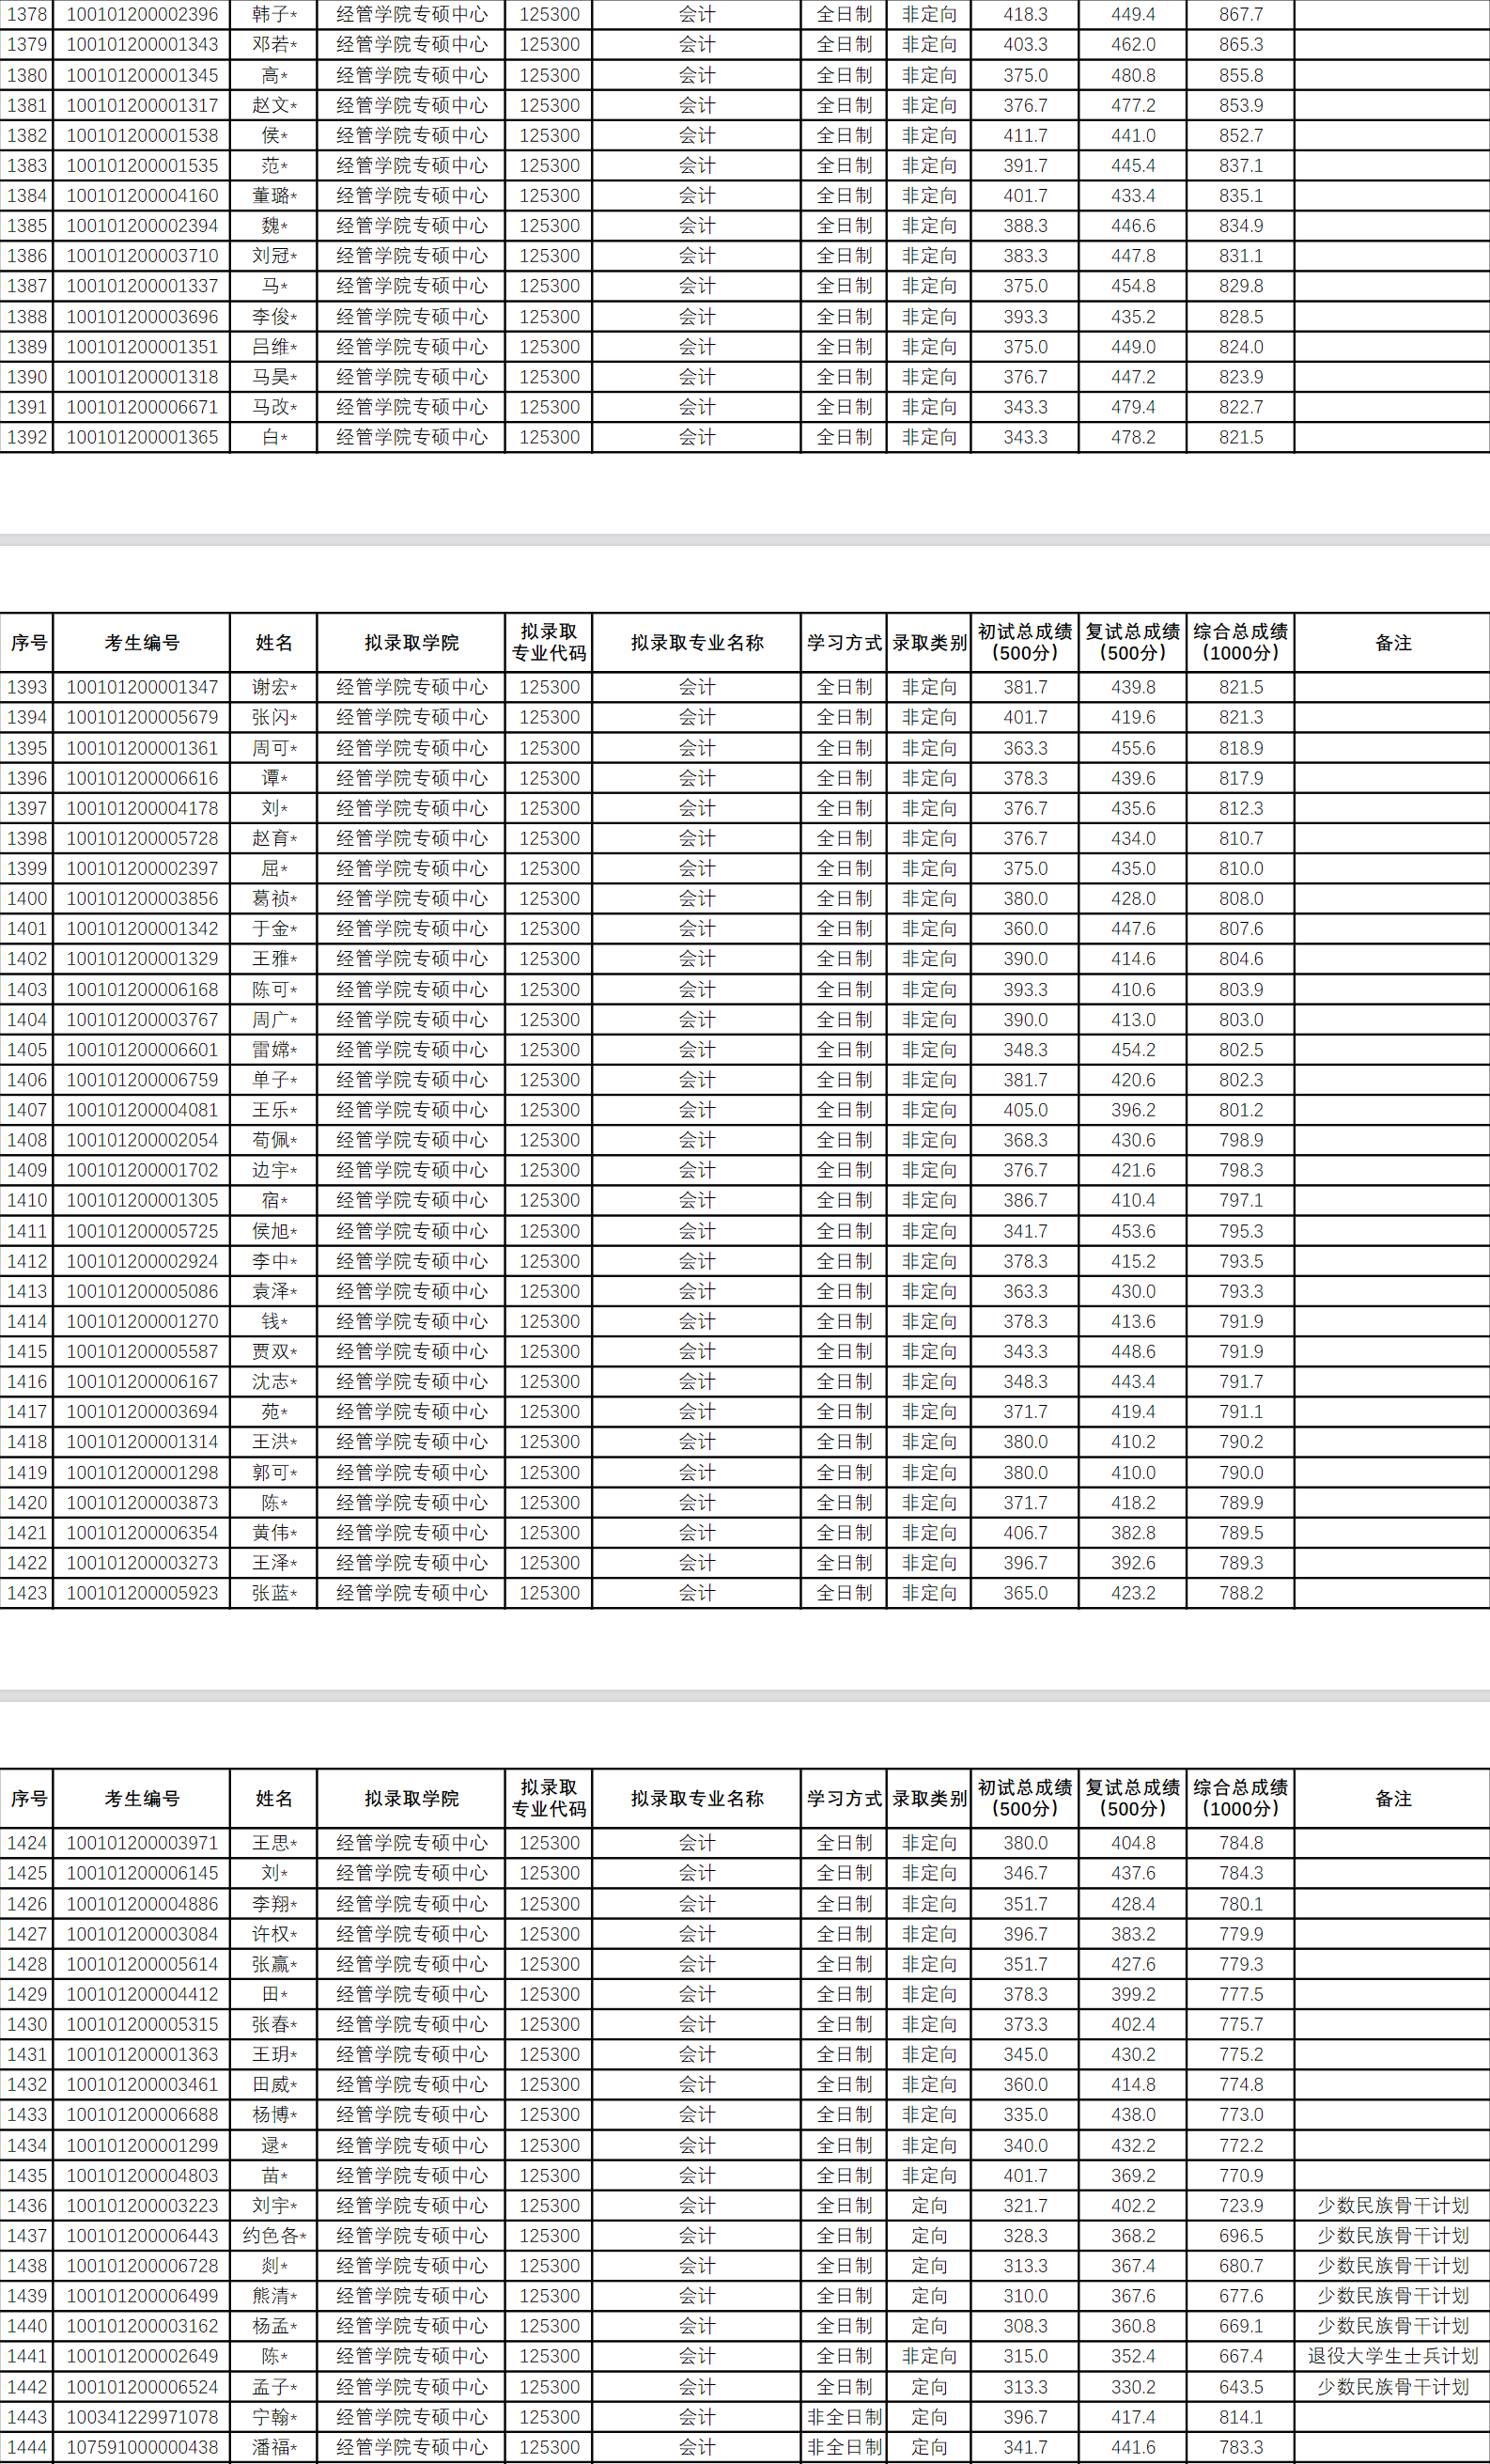 1378 100101200002396 韩子* 经管学院专硕中心 125300 会计 全日制 非定向 418.3 449.4 867.7
1379 100101200001343 邓若* 经管学院专硕中心 125300 会计 全日制 非定向 403.3 462.0 865.3
1380 100101200001345 高* 经管学院专硕中心 125300 会计 全日制 非定向 375.0 480.8 855.8
1381 100101200001317 赵文* 经管学院专硕中心 125300 会计 全日制 非定向 376.7 477.2 853.9
1382 100101200001538 侯* 经管学院专硕中心 125300 会计 全日制 非定向 411.7 441.0 852.7
1383 100101200001535 范* 经管学院专硕中心 125300 会计 全日制 非定向 391.7 445.4 837.1
1384 100101200004160 董璐* 经管学院专硕中心 125300 会计 全日制 非定向 401.7 433.4 835.1
1385 100101200002394 魏* 经管学院专硕中心 125300 会计 全日制 非定向 388.3 446.6 834.9
1386 100101200003710 刘冠* 经管学院专硕中心 125300 会计 全日制 非定向 383.3 447.8 831.1
1387 100101200001337 马* 经管学院专硕中心 125300 会计 全日制 非定向 375.0 454.8 829.8
1388 100101200003696 李俊* 经管学院专硕中心 125300 会计 全日制 非定向 393.3 435.2 828.5
1389 100101200001351 吕维* 经管学院专硕中心 125300 会计 全日制 非定向 375.0 449.0 824.0
1390 100101200001318 马昊* 经管学院专硕中心 125300 会计 全日制 非定向 376.7 447.2 823.9
1391 100101200006671 马改* 经管学院专硕中心 125300 会计 全日制 非定向 343.3 479.4 822.7
1392 100101200001365 白* 经管学院专硕中心 125300 会计 全日制 非定向 343.3 478.2 821.5
序号 考生编号 姓名 拟录取学院 拟录取专业代码 拟录取专业名称 学习方式 录取类别 初试总成绩(500分) 复试总成绩(500分) 综合总成绩(1000分) 备注
1393 100101200001347 谢宏* 经管学院专硕中心 125300 会计 全日制 非定向 381.7 439.8 821.5
1394 100101200005679 张闪* 经管学院专硕中心 125300 会计 全日制 非定向 401.7 419.6 821.3
1395 100101200001361 周可* 经管学院专硕中心 125300 会计 全日制 非定向 363.3 455.6 818.9
1396 100101200006616 谭* 经管学院专硕中心 125300 会计 全日制 非定向 378.3 439.6 817.9
1397 100101200004178 刘* 经管学院专硕中心 125300 会计 全日制 非定向 376.7 435.6 812.3
1398 100101200005728 赵育* 经管学院专硕中心 125300 会计 全日制 非定向 376.7 434.0 810.7
1399 100101200002397 屈* 经管学院专硕中心 125300 会计 全日制 非定向 375.0 435.0 810.0
1400 100101200003856 葛祯* 经管学院专硕中心 125300 会计 全日制 非定向 380.0 428.0 808.0
1401 100101200001342 于金* 经管学院专硕中心 125300 会计 全日制 非定向 360.0 447.6 807.6
1402 100101200001329 王雅* 经管学院专硕中心 125300 会计 全日制 非定向 390.0 414.6 804.6
1403 100101200006168 陈可* 经管学院专硕中心 125300 会计 全日制 非定向 393.3 410.6 803.9
1404 100101200003767 周广* 经管学院专硕中心 125300 会计 全日制 非定向 390.0 413.0 803.0
1405 100101200006601 雷嫦* 经管学院专硕中心 125300 会计 全日制 非定向 348.3 454.2 802.5
1406 100101200006759 单子* 经管学院专硕中心 125300 会计 全日制 非定向 381.7 420.6 802.3
1407 100101200004081 王乐* 经管学院专硕中心 125300 会计 全日制 非定向 405.0 396.2 801.2
1408 100101200002054 荀佩* 经管学院专硕中心 125300 会计 全日制 非定向 368.3 430.6 798.9
1409 100101200001702 边宇* 经管学院专硕中心 125300 会计 全日制 非定向 376.7 421.6 798.3
1410 100101200001305 宿* 经管学院专硕中心 125300 会计 全日制 非定向 386.7 410.4 797.1
1411 100101200005725 侯旭* 经管学院专硕中心 125300 会计 全日制 非定向 341.7 453.6 795.3
1412 100101200002924 李中* 经管学院专硕中心 125300 会计 全日制 非定向 378.3 415.2 793.5
1413 100101200005086 袁泽* 经管学院专硕中心 125300 会计 全日制 非定向 363.3 430.0 793.3
1414 100101200001270 钱* 经管学院专硕中心 125300 会计 全日制 非定向 378.3 413.6 791.9
1415 100101200005587 贾双* 经管学院专硕中心 125300 会计 全日制 非定向 343.3 448.6 791.9
1416 100101200006167 沈志* 经管学院专硕中心 125300 会计 全日制 非定向 348.3 443.4 791.7
1417 100101200003694 苑* 经管学院专硕中心 125300 会计 全日制 非定向 371.7 419.4 791.1
1418 100101200001314 王洪* 经管学院专硕中心 125300 会计 全日制 非定向 380.0 410.2 790.2
1419 100101200001298 郭可* 经管学院专硕中心 125300 会计 全日制 非定向 380.0 410.0 790.0
1420 100101200003873 陈* 经管学院专硕中心 125300 会计 全日制 非定向 371.7 418.2 789.9
1421 100101200006354 黄伟* 经管学院专硕中心 125300 会计 全日制 非定向 406.7 382.8 789.5
1422 100101200003273 王泽* 经管学院专硕中心 125300 会计 全日制 非定向 396.7 392.6 789.3
1423 100101200005923 张蓝* 经管学院专硕中心 125300 会计 全日制 非定向 365.0 423.2 788.2
序号 考生编号 姓名 拟录取学院 拟录取专业代码 拟录取专业名称 学习方式 录取类别 初试总成绩(500分) 复试总成绩(500分) 综合总成绩(1000分) 备注
1424 100101200003971 王思* 经管学院专硕中心 125300 会计 全日制 非定向 380.0 404.8 784.8
1425 100101200006145 刘* 经管学院专硕中心 125300 会计 全日制 非定向 346.7 437.6 784.3
1426 100101200004886 李翔* 经管学院专硕中心 125300 会计 全日制 非定向 351.7 428.4 780.1
1427 100101200003084 许权* 经管学院专硕中心 125300 会计 全日制 非定向 396.7 383.2 779.9
1428 100101200005614 张赢* 经管学院专硕中心 125300 会计 全日制 非定向 351.7 427.6 779.3
1429 100101200004412 田* 经管学院专硕中心 125300 会计 全日制 非定向 378.3 399.2 777.5
1430 100101200005315 张春* 经管学院专硕中心 125300 会计 全日制 非定向 373.3 402.4 775.7
1431 100101200001363 王玥* 经管学院专硕中心 125300 会计 全日制 非定向 345.0 430.2 775.2
1432 100101200003461 田威* 经管学院专硕中心 125300 会计 全日制 非定向 360.0 414.8 774.8
1433 100101200006688 杨博* 经管学院专硕中心 125300 会计 全日制 非定向 335.0 438.0 773.0
1434 100101200001299 逯* 经管学院专硕中心 125300 会计 全日制 非定向 340.0 432.2 772.2
1435 100101200004803 苗* 经管学院专硕中心 125300 会计 全日制 非定向 401.7 369.2 770.9
1436 100101200003223 刘宇* 经管学院专硕中心 125300 会计 全日制 定向 321.7 402.2 723.9 少数民族骨干计划
1437 100101200006443 约色各* 经管学院专硕中心 125300 会计 全日制 定向 328.3 368.2 696.5 少数民族骨干计划
1438 100101200006728 剡* 经管学院专硕中心 125300 会计 全日制 定向 313.3 367.4 680.7 少数民族骨干计划
1439 100101200006499 熊清* 经管学院专硕中心 125300 会计 全日制 定向 310.0 367.6 677.6 少数民族骨干计划
1440 100101200003162 杨孟* 经管学院专硕中心 125300 会计 全日制 定向 308.3 360.8 669.1 少数民族骨干计划
1441 100101200002649 陈* 经管学院专硕中心 125300 会计 全日制 非定向 315.0 352.4 667.4 退役大学生士兵计划
1442 100101200006524 孟子* 经管学院专硕中心 125300 会计 全日制 定向 313.3 330.2 643.5 少数民族骨干计划
1443 100341229971078 宁翰* 经管学院专硕中心 125300 会计 非全日制 定向 396.7 417.4 814.1
1444 107591000000438 潘福* 经管学院专硕中心 125300 会计 非全日制 定向 341.7 441.6 783.3